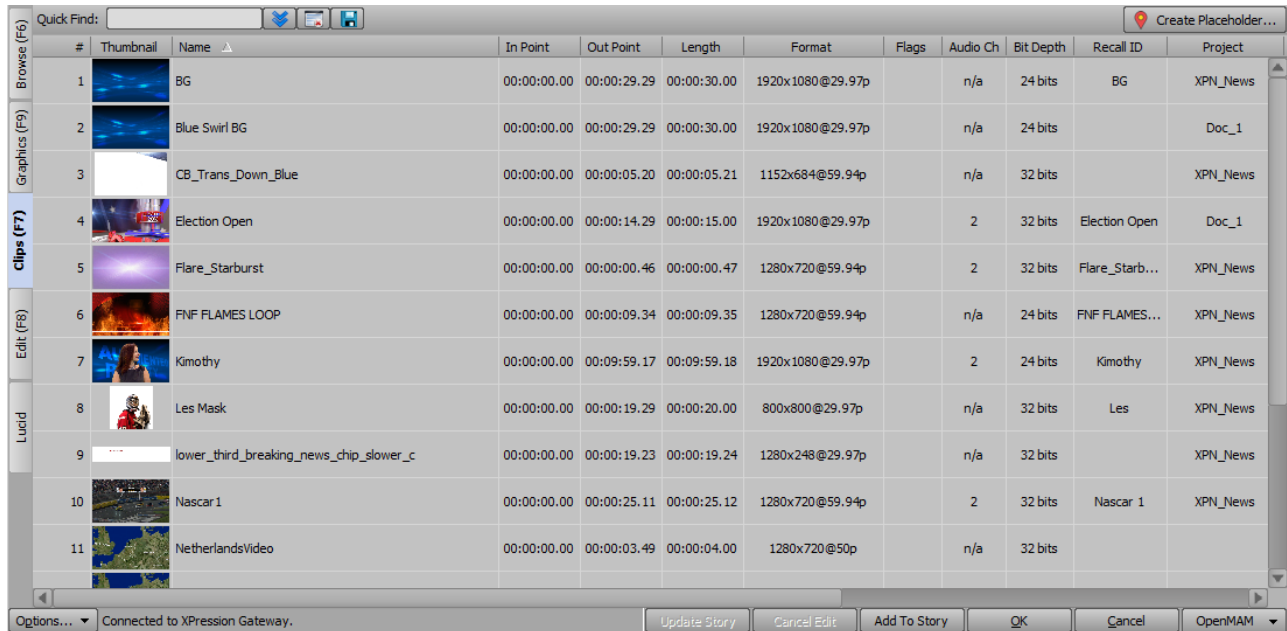 Quick Find:
Create Placeholder...
Browse (F6)
Graphics (F9)
Clips (F7)
Edit (F8)
Lucid
# Thumbnail Name In Point Out Point Length Format Flags Audio Ch Bit Depth Recall ID Project
1 BG 00:00:00.00 00:00:29.29 00:00:30.00 1920x1080@29.97p n/a 24 bits BG XPN_News
2 Blue Swirl BG 00:00:00.00 00:00:29.29 00:00:30.00 1920x1080@29.97p n/a 24 bits Doc_1
3 CB_Trans_Down_Blue 00:00:00.00 00:00:05.20 00:00:05.21 1152x684@59.94p n/a 32 bits XPN_News
4 Election Open 00:00:00.00 00:00:14.29 00:00:15.00 1920x1080@29.97p 2 32 bits Election Open Doc_1
5 Flare_Starburst 00:00:00.00 00:00:00.46 00:00:00.47 1280x720@59.94p 2 32 bits Flare_Starb... XPN_News
6 FNF FLAMES LOOP 00:00:00.00 00:00:09.34 00:00:09.35 1280x720@59.94p n/a 24 bits FNF FLAMES... XPN_News
7 Kimothy 00:00:00.00 00:09:59.17 00:09:59.18 1920x1080@29.97p 2 24 bits Kimothy XPN_News
8 Les Mask 00:00:00.00 00:00:19.29 00:00:20.00 800x800@29.97p n/a 32 bits Les XPN_News
9 lower_third_breaking_news_chip_slower_c 00:00:00.00 00:00:19.23 00:00:19.24 1280x248@29.97p n/a 32 bits XPN_News
10 Nascar1 00:00:00.00 00:00:25.11 00:00:25.12 1280x720@59.94p 2 32 bits Nascar 1 XPN_News
11 NetherlandsVideo 00:00:00.00 00:00:03.49 00:00:04.00 1280x720@50p n/a 32 bits
Options... Connected to XPression Gateway. Update Story Cancel Edit Add To Story OK Cancel OpenMAM